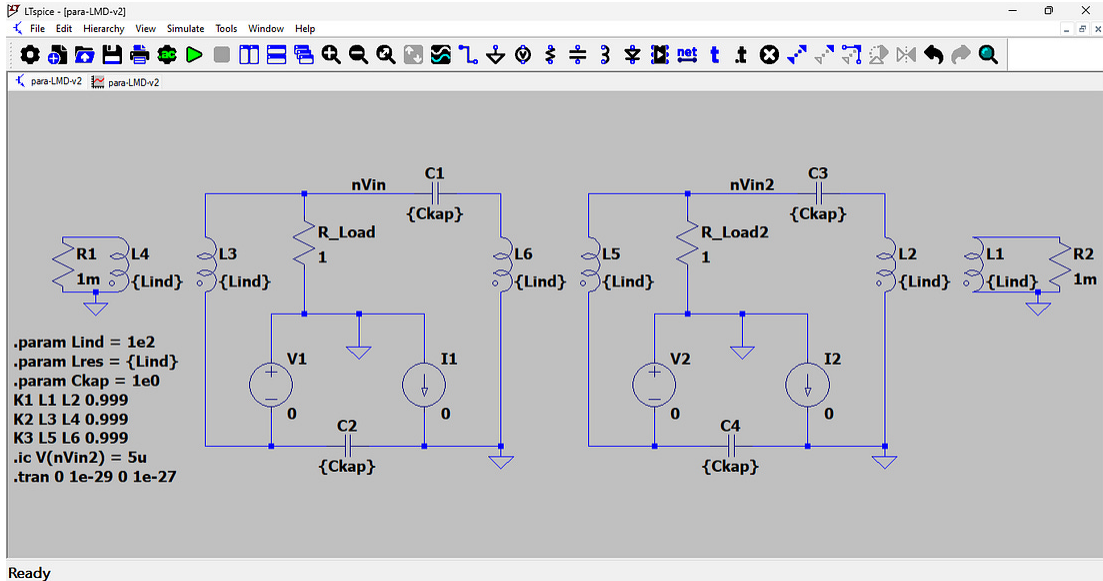 LTspice - [para-LMD-v2]
File Edit Hierarchy View Simulate Tools Window Help
ac net t .t
para-LMD-v2 para-LMD-v2
nVin
C1
{Ckap}
nVin2
C3
{Ckap}
R1
1m
L4
{Lind}
L3
{Lind}
R_Load
1
L6
{Lind}
L5
{Lind}
R_Load2
1
L2
{Lind}
L1
{Lind}
R2
1m
V1
0
I1
0
C2
{Ckap}
V2
0
I2
0
C4
{Ckap}
.param Lind = 1e2
.param Lres = {Lind}
.param Ckap = 1e0
K1 L1 L2 0.999
K2 L3 L4 0.999
K3 L5 L6 0.999
.ic V(nVin2) = 5u
.tran 0 1e-29 0 1e-27
Ready